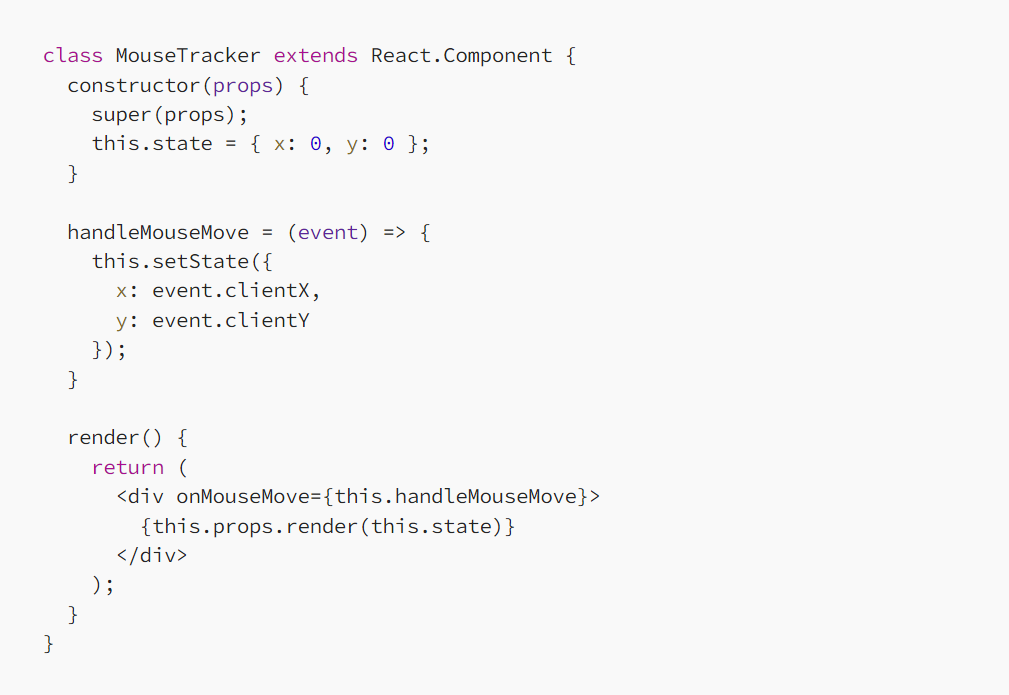 class MouseTracker extends React.Component {
  constructor(props) {
    super(props);
    this.state = { x: 0, y: 0 };
  }

  handleMouseMove = (event) => {
    this.setState({
      x: event.clientX,
      y: event.clientY
    });
  }

  render() {
    return (
      <div onMouseMove={this.handleMouseMove}>
        {this.props.render(this.state)}
      </div>
    );
  }
}